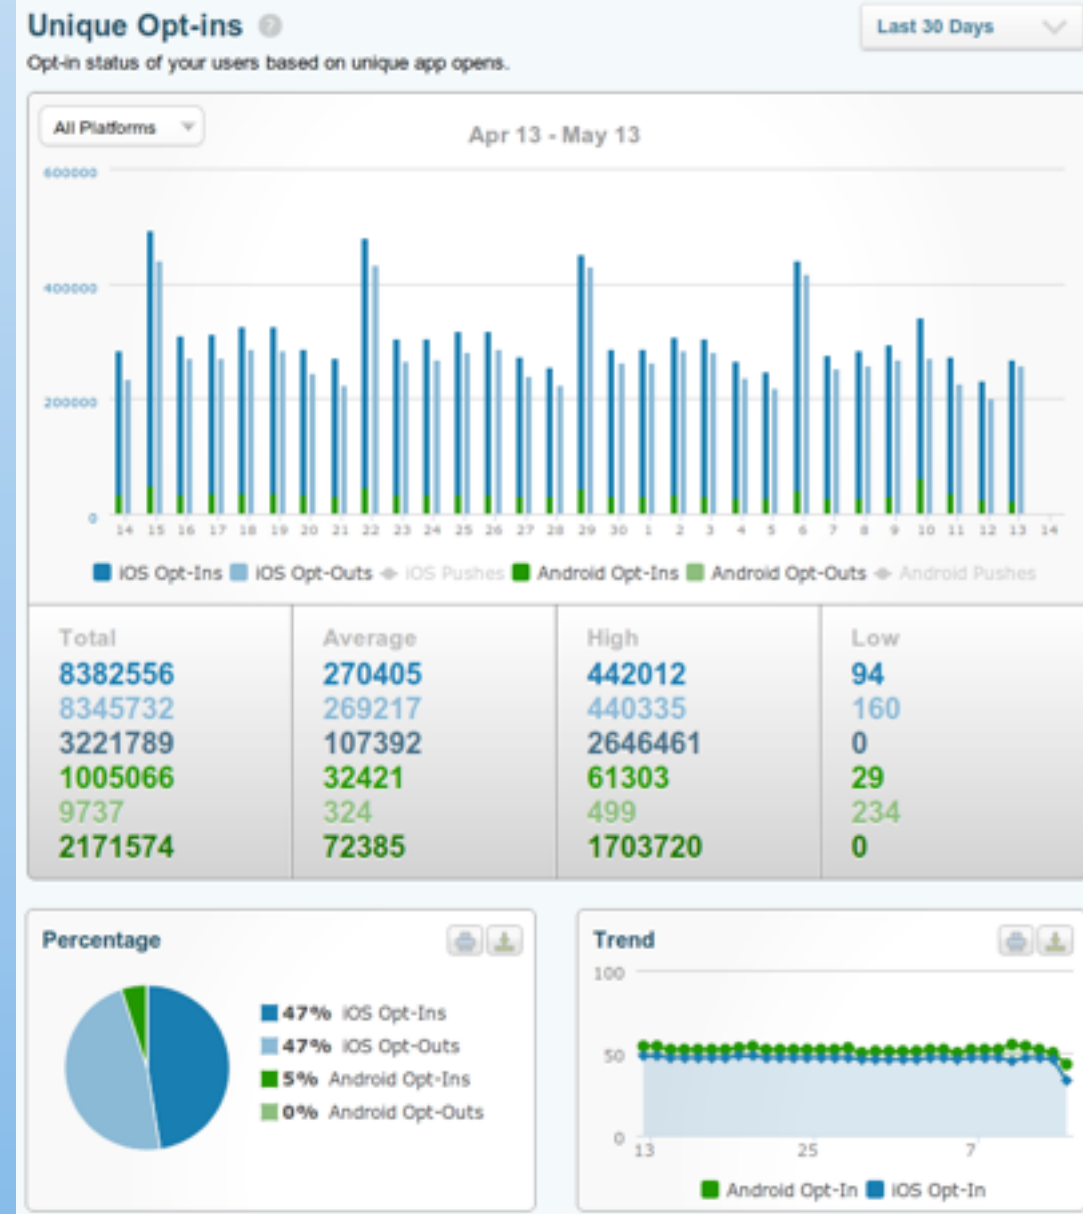 Unique Opt-ins ?
Last 30 Days
Opt-in status of your users based on unique app opens.
All Platforms
Apr 13 - May 13
600000
400000
200000
0
14 15 16 17 18 19 20 21 22 23 24 25 26 27 28 29 30 1 2 3 4 5 6 7 8 9 10 11 12 13 14
iOS Opt-Ins iOS Opt-Outs iOS Pushes Android Opt-Ins Android Opt-Outs Android Pushes
Total Average High Low
8382556 270405 442012 94
8345732 269217 440335 160
3221789 107392 2646461 0
1005066 32421 61303 29
9737 324 499 234
2171574 72385 1703720 0
Percentage
47% iOS Opt-Ins
47% iOS Opt-Outs
5% Android Opt-Ins
0% Android Opt-Outs
Trend
100
50
0
13 25 7
Android Opt-In iOS Opt-In